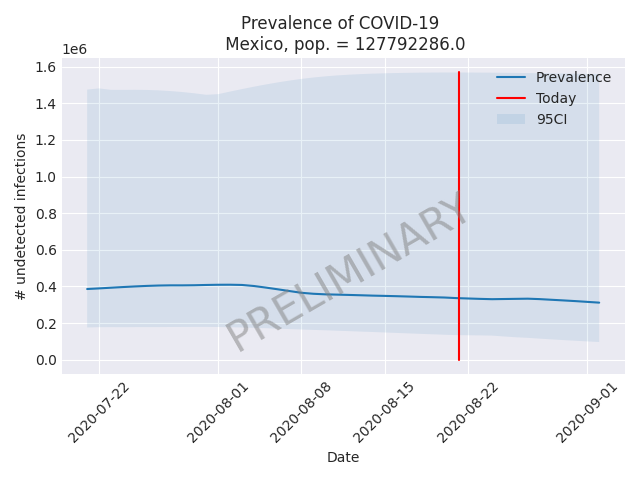 Prevalence of COVID-19
Mexico, pop. = 127792286.0
1e6
1.6
1.4
1.2
1.0
0.8
0.6
0.4
0.2
0.0
# undetected infections
Prevalence
Today
95CI
PRELIMINARY
2020-07-22
2020-08-01
2020-08-08
2020-08-15
2020-08-22
2020-09-01
Date